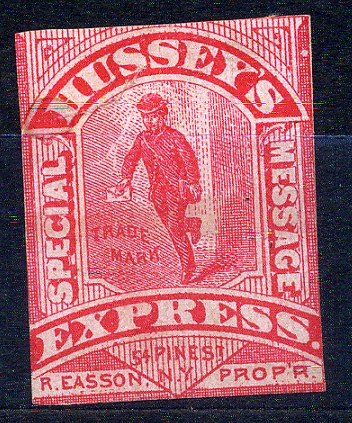 HUSSEY'S
SPECIAL
MESSAGE
TRADE
MARK
EXPRESS.
54 PINE ST.
N.Y.
R. EASSON, PROP'R